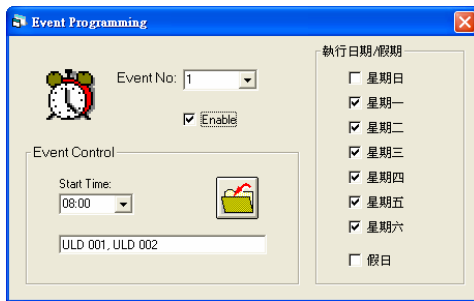 Event Programming
Event No: 1
Enable
Event Control
Start Time:
08:00
ULD 001, ULD 002
執行日期/假期
星期日
星期一
星期二
星期三
星期四
星期五
星期六
假日